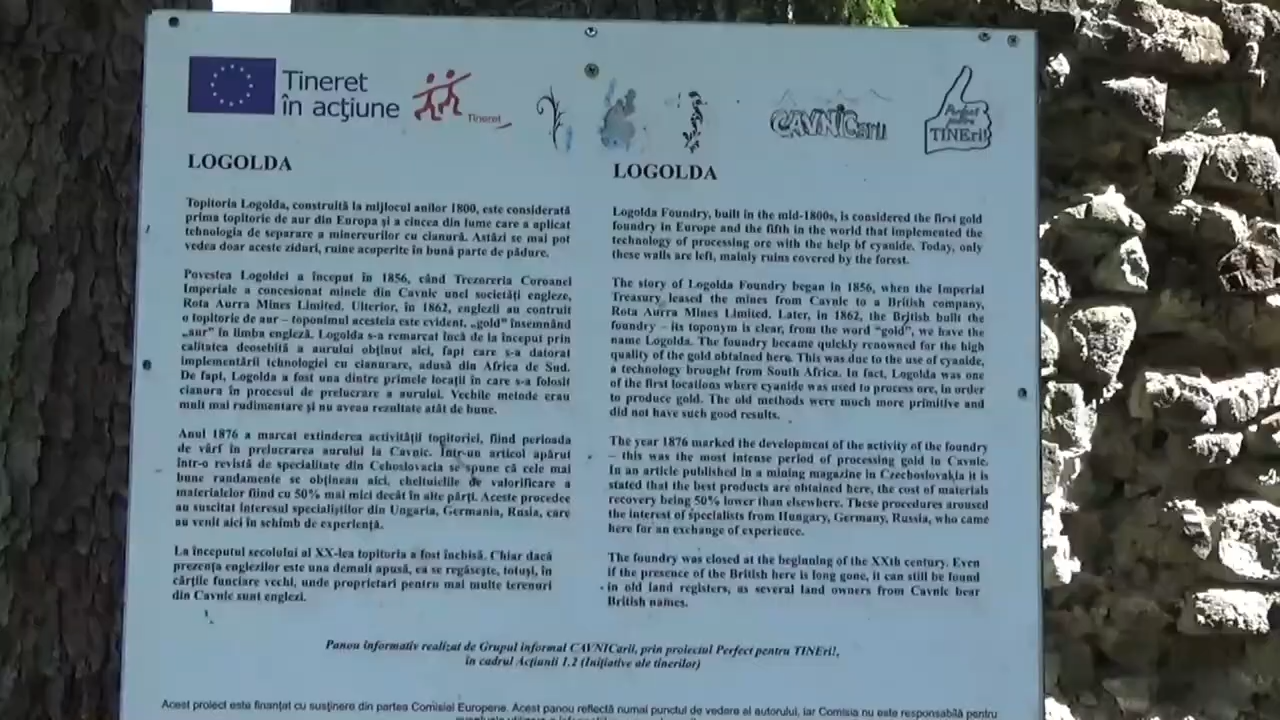 Tineret
în acţiune
Tineret
CAVNICarii
Perfect
pentru
TINEri!
LOGOLDA
Topitoria Logolda, construită la mijlocul anilor 1800, este considerată
prima topitorie de aur din Europa şi a cincea din lume care a aplicat
tehnologia de separare a minereurilor cu cianură. Astăzi se mai pot
vedea doar aceste ziduri, ruine acoperite în bună parte de pădure.
Povestea Logoldei a început în 1856, când Trezoreria Coroanei
Imperiale a concesionat minele din Cavnic unei societăţi engleze,
Rota Aurra Mines Limited. Ulterior, în 1862, englezii au contruit
o topitorie de aur – toponimul acesteia este evident, „gold" însemnând
„aur" în limba engleză. Logolda s-a remarcat încă de la început prin
calitatea deosebită a aurului obţinut aici, fapt care s-a datorat
implementării tehnologiei cu cianurare, adusă din Africa de Sud.
De fapt, Logolda a fost una dintre primele locaţii în care s-a folosit
cianura în procesul de prelucrare a aurului. Vechile metode erau
mult mai rudimentare şi nu aveau rezultate atât de bune.
Anul 1876 a marcat extinderea activităţii topitoriei, fiind perioada
de vârf în prelucrarea aurului la Cavnic. Într-un articol apărut
într-o revistă de specialitate din Cehoslovacia se spune că cele mai
bune randamente se obţineau aici, cheltuielile de valorificare a
materialelor fiind cu 50% mai mici decât în alte părţi. Aceste procedee
au suscitat interesul specialiştilor din Ungaria, Germania, Rusia, care
au venit aici în schimb de experienţă.
La începutul secolului al XX-lea topitoria a fost închisă. Chiar dacă
prezenţa englezilor este una demult apusă, ea se regăseşte, totuşi, în
cărţile funciare vechi, unde proprietari pentru mai multe terenuri
din Cavnic sunt englezi.
LOGOLDA
Logolda Foundry, built in the mid-1800s, is considered the first gold
foundry in Europe and the fifth in the world that implemented the
technology of processing ore with the help of cyanide. Today, only
these walls are left, mainly ruins covered by the forest.
The story of Logolda Foundry began in 1856, when the Imperial
Treasury leased the mines from Cavnic to a British company,
Rota Aurra Mines Limited. Later, in 1862, the British built the
foundry – its toponym is clear, from the word "gold", we have the
name Logolda. The foundry became quickly renowned for the high
quality of the gold obtained here. This was due to the use of cyanide,
a technology brought from South Africa. In fact, Logolda was one
of the first locations where cyanide was used to process ore, in order
to produce gold. The old methods were much more primitive and
did not have such good results.
The year 1876 marked the development of the activity of the foundry
– this was the most intense period of processing gold in Cavnic.
In an article published in a mining magazine in Czechoslovakia it is
stated that the best products are obtained here, the cost of materials
recovery being 50% lower than elsewhere. These procedures aroused
the interest of specialists from Hungary, Germany, Russia, who came
here for an exchange of experience.
The foundry was closed at the beginning of the XXth century. Even
if the presence of the British here is long gone, it can still be found
in old land registers, as several land owners from Cavnic bear
British names.
Panou informativ realizat de Grupul informal CAVNICarii, prin proiectul Perfect pentru TINEri!,
în cadrul Acţiunii 1.2 (Iniţiative ale tinerilor)
Acest proiect este finanţat cu susţinere din partea Comisiei Europene. Acest panou reflectă numai punctul de vedere al autorului, iar Comisia nu este responsabilă pentru